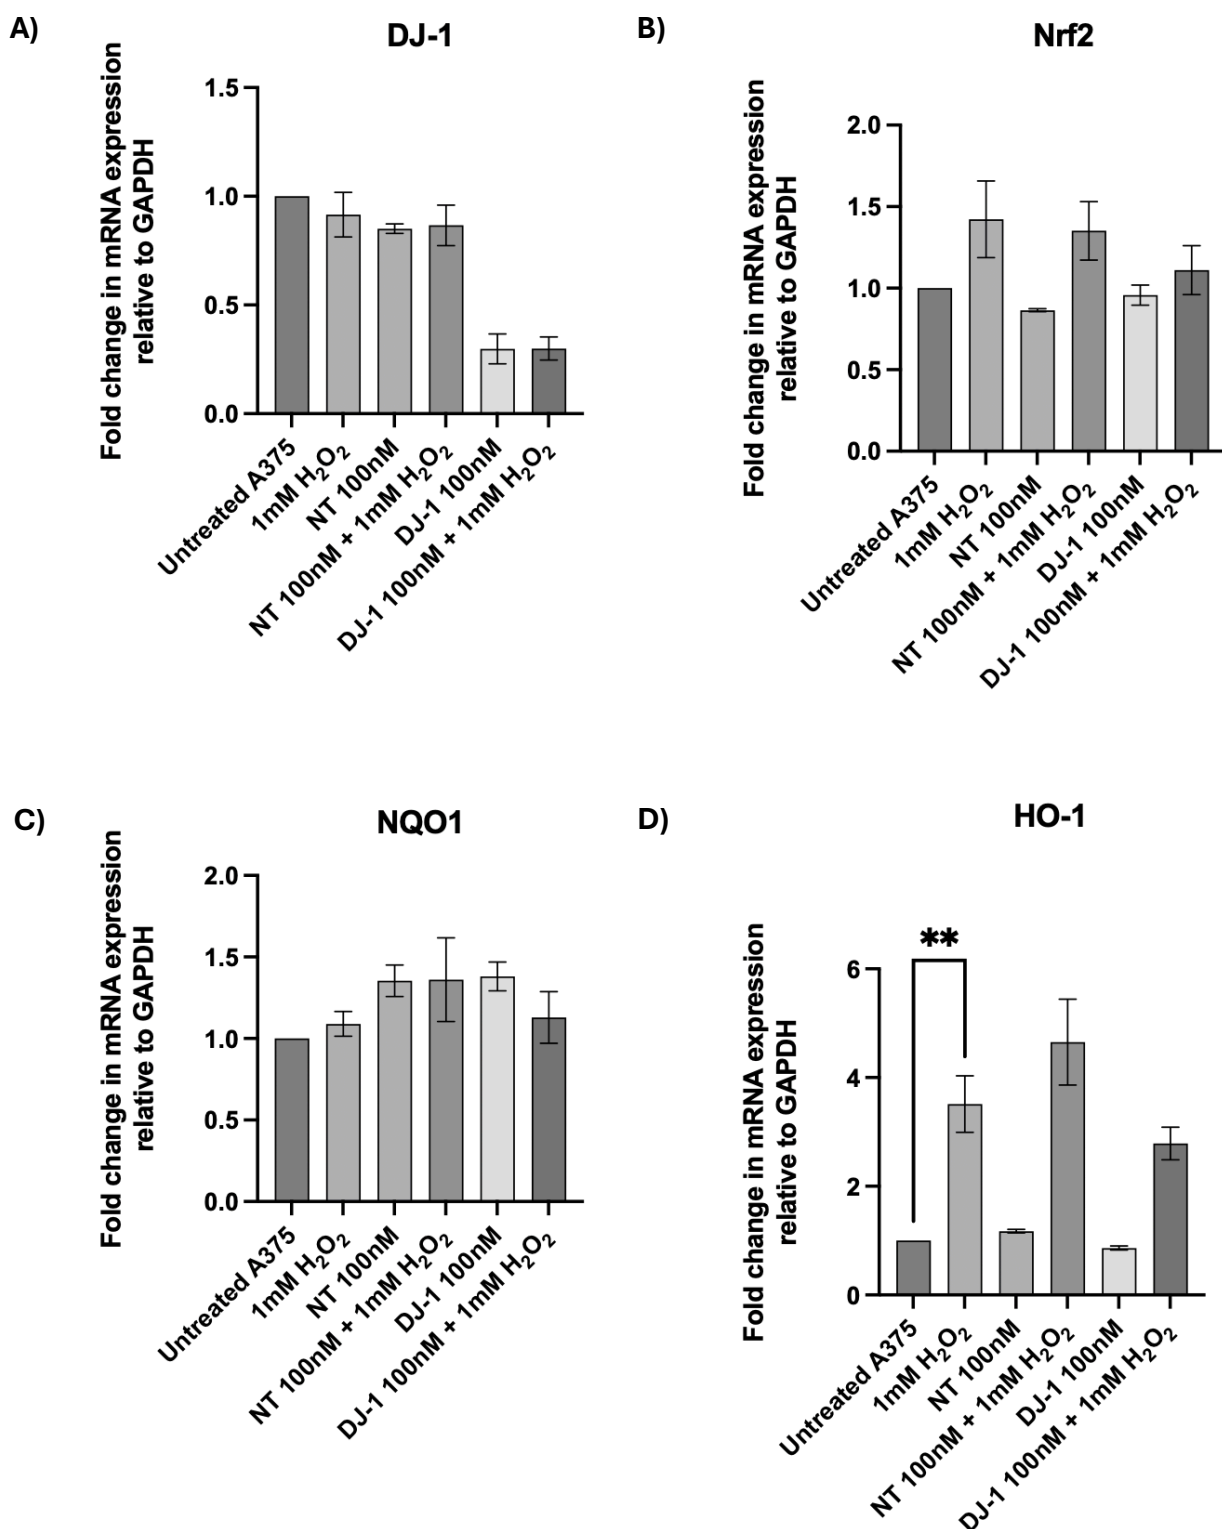 A)
DJ-1
Fold change in mRNA expression
relative to GAPDH
1.5
1.0
0.5
0.0
Untreated A375
1mM H₂O₂
NT 100nM
NT 100nM + 1mM H₂O₂
DJ-1 100nM
DJ-1 100nM + 1mM H₂O₂
B)
Nrf2
Fold change in mRNA expression
relative to GAPDH
2.0
1.5
1.0
0.5
0.0
Untreated A375
1mM H₂O₂
NT 100nM
NT 100nM + 1mM H₂O₂
DJ-1 100nM
DJ-1 100nM + 1mM H₂O₂
C)
NQO1
Fold change in mRNA expression
relative to GAPDH
2.0
1.5
1.0
0.5
0.0
Untreated A375
1mM H₂O₂
NT 100nM
NT 100nM + 1mM H₂O₂
DJ-1 100nM
DJ-1 100nM + 1mM H₂O₂
D)
HO-1
Fold change in mRNA expression
relative to GAPDH
**
6
4
2
0
Untreated A375
1mM H₂O₂
NT 100nM
NT 100nM + 1mM H₂O₂
DJ-1 100nM
DJ-1 100nM + 1mM H₂O₂